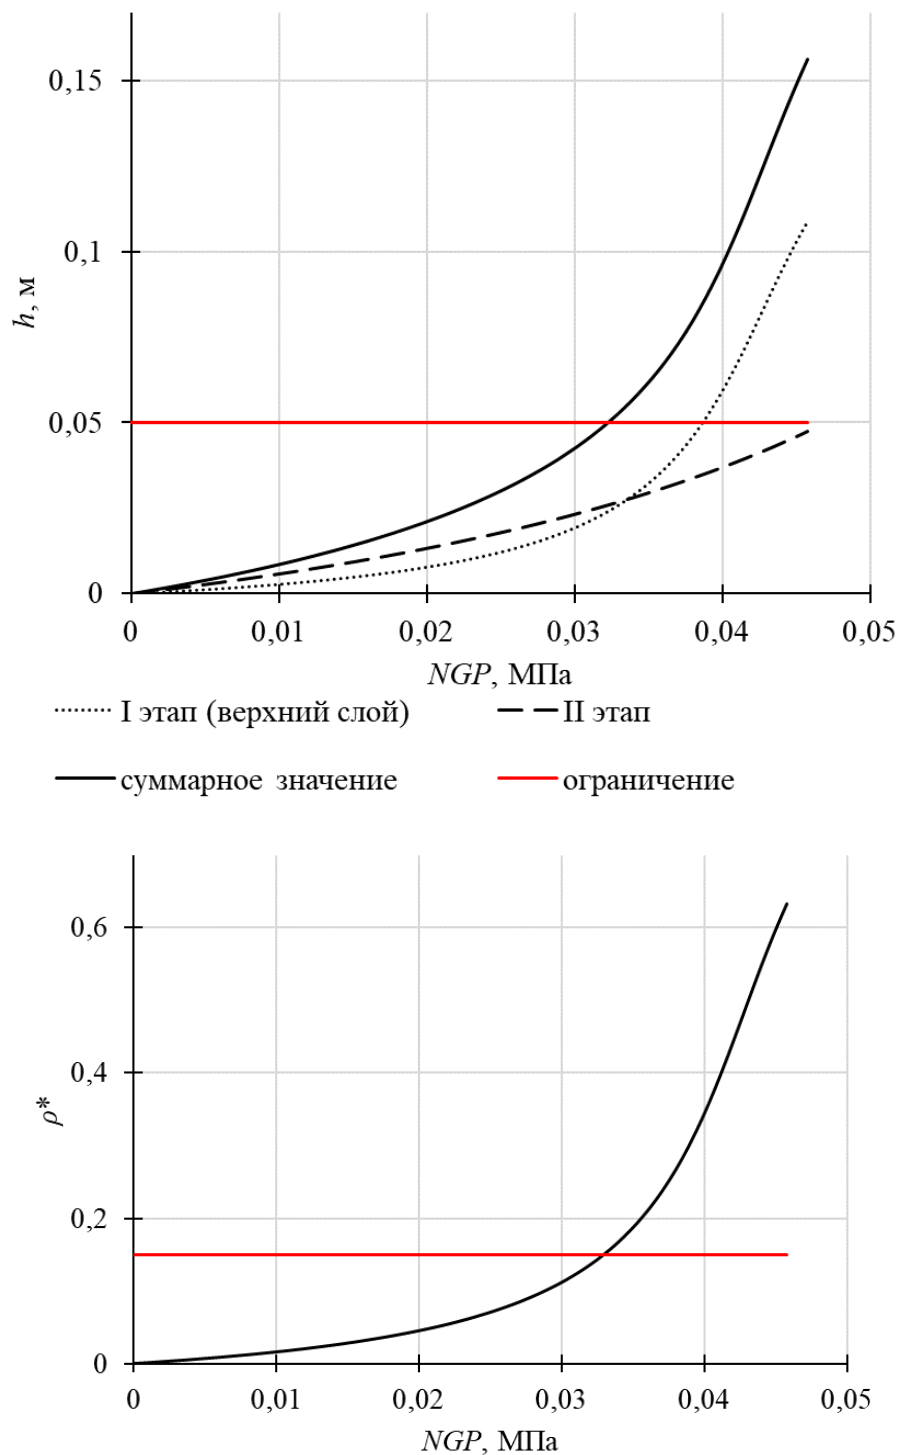 0,15
0,1
0,05
0
h, м
0 0,01 0,02 0,03 0,04 0,05
NGP, МПа
I этап (верхний слой) II этап
суммарное значение ограничение
0,6
0,4
0,2
0
ρ*
0 0,01 0,02 0,03 0,04 0,05
NGP, МПа